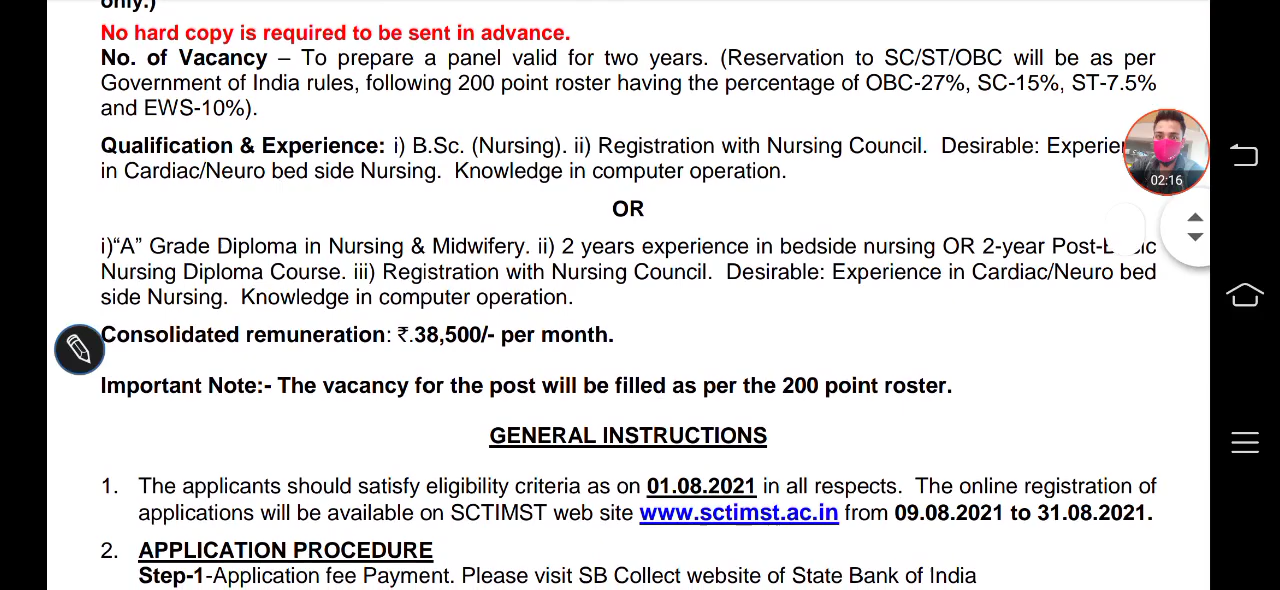 only.)
No hard copy is required to be sent in advance.
No. of Vacancy – To prepare a panel valid for two years. (Reservation to SC/ST/OBC will be as per
Government of India rules, following 200 point roster having the percentage of OBC-27%, SC-15%, ST-7.5%
and EWS-10%).
Qualification & Experience: i) B.Sc. (Nursing). ii) Registration with Nursing Council. Desirable:
in Cardiac/Neuro bed side Nursing. Knowledge in computer operation.
02:16
OR
i)“A” Grade Diploma in Nursing & Midwifery. ii) 2 years experience in bedside nursing OR 2-year
Nursing Diploma Course. iii) Registration with Nursing Council. Desirable: Experience in Cardiac/Neuro bed
side Nursing. Knowledge in computer operation.
Consolidated remuneration: ₹.38,500/- per month.
Important Note:- The vacancy for the post will be filled as per the 200 point roster.
GENERAL INSTRUCTIONS
1. The applicants should satisfy eligibility criteria as on 01.08.2021 in all respects. The online registration of
applications will be available on SCTIMST web site www.sctimst.ac.in from 09.08.2021 to 31.08.2021.
2. APPLICATION PROCEDURE
Step-1-Application fee Payment. Please visit SB Collect website of State Bank of India